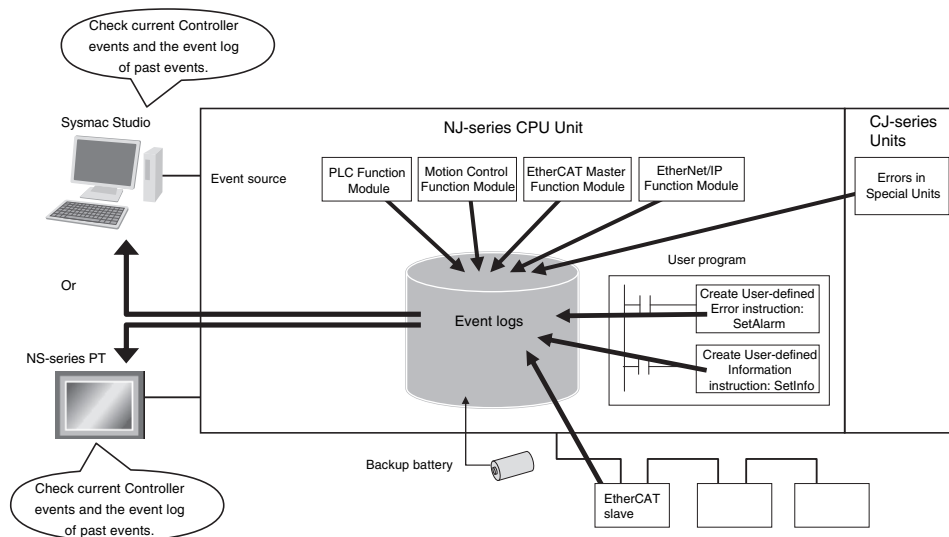 Check current Controller
events and the event log
of past events.
Sysmac Studio
NJ-series CPU Unit
CJ-series
Units
Event source
PLC Function
Module
Motion Control
Function Module
EtherCAT Master
Function Module
EtherNet/IP
Function Module
Errors in
Special Units
Or
User program
Event logs
Create User-defined
Error instruction:
SetAlarm
Create User-defined
Information
instruction: SetInfo
NS-series PT
Backup battery
EtherCAT
slave
Check current Controller
events and the event log
of past events.